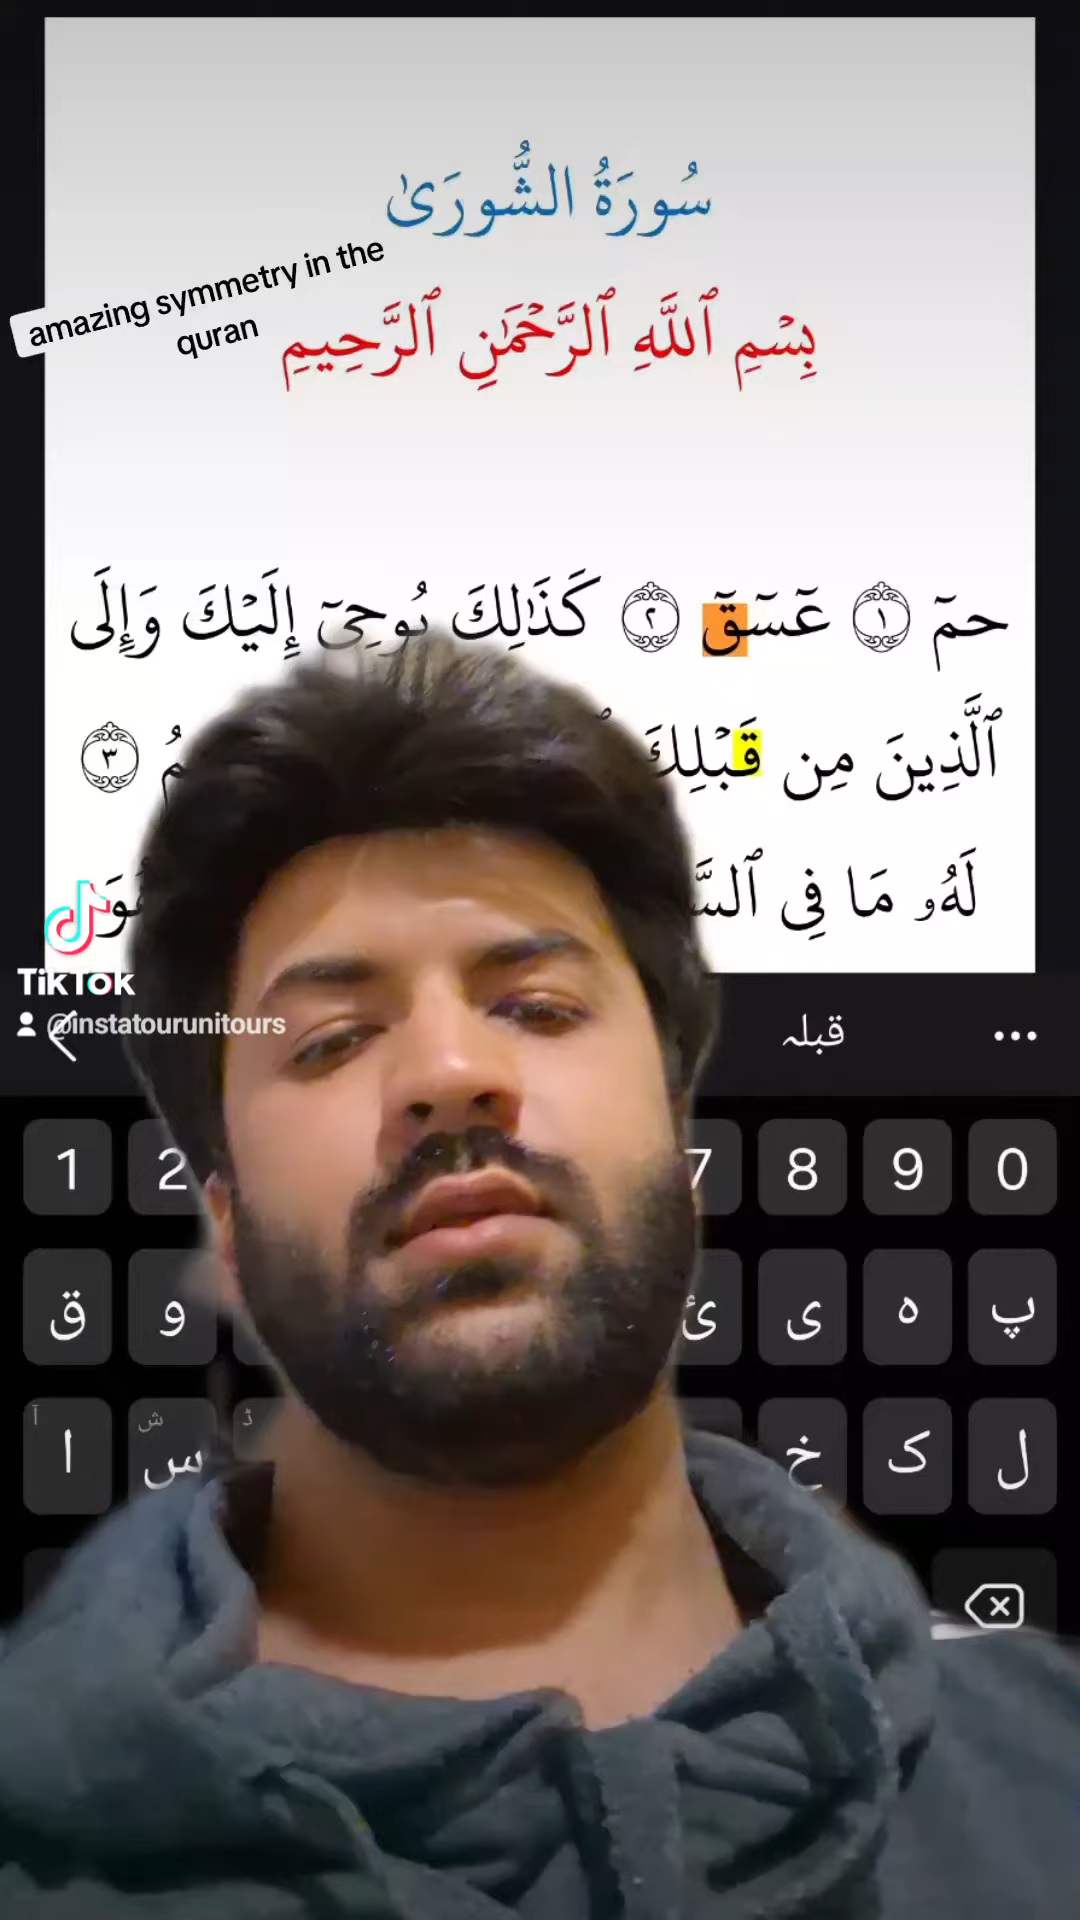 سُورَةُ الشُّورَىٰ
amazing symmetry in the
quran
بِسْمِ ٱللَّهِ ٱلرَّحْمَٰنِ ٱلرَّحِيمِ
حمٓ ١ عٓسٓقٓ ٢ كَذَٰلِكَ يُوحِىٓ إِلَيْكَ وَإِلَى
ٱلَّذِينَ مِن قَبْلِكَ ٣
لَهُۥ مَا فِى
TikTok
@instatourunitours
قبلہ
1 2 7 8 9 0
ق و ئ ی ہ پ
آ ش ڈ
ا س خ ک ل